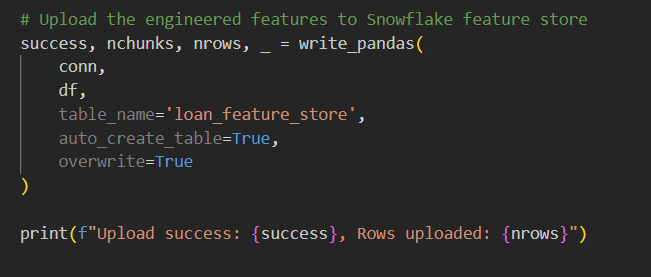 # Upload the engineered features to Snowflake feature store
success, nchunks, nrows, _ = write_pandas(
    conn,
    df,
    table_name='loan_feature_store',
    auto_create_table=True,
    overwrite=True
)
print(f"Upload success: {success}, Rows uploaded: {nrows}")